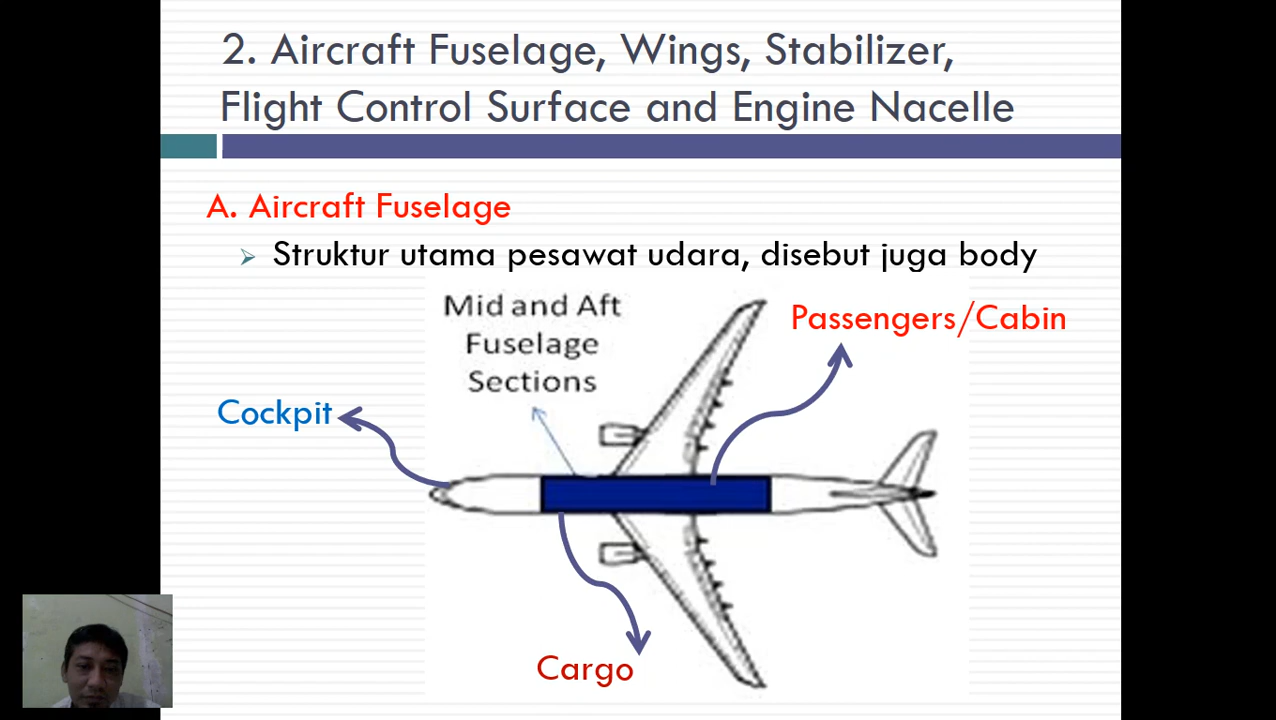 2. Aircraft Fuselage, Wings, Stabilizer,
Flight Control Surface and Engine Nacelle
A. Aircraft Fuselage
Struktur utama pesawat udara, disebut juga body
Mid and Aft
Fuselage
Sections
Passengers/Cabin
Cockpit
Cargo